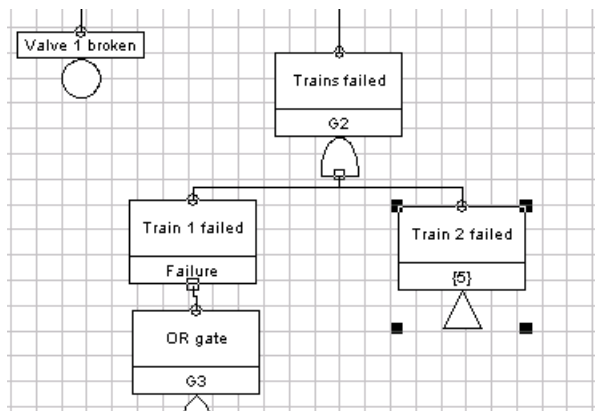 Valve 1 broken
Trains failed
G2
Train 1 failed
Failure
Train 2 failed
{5}
OR gate
G3